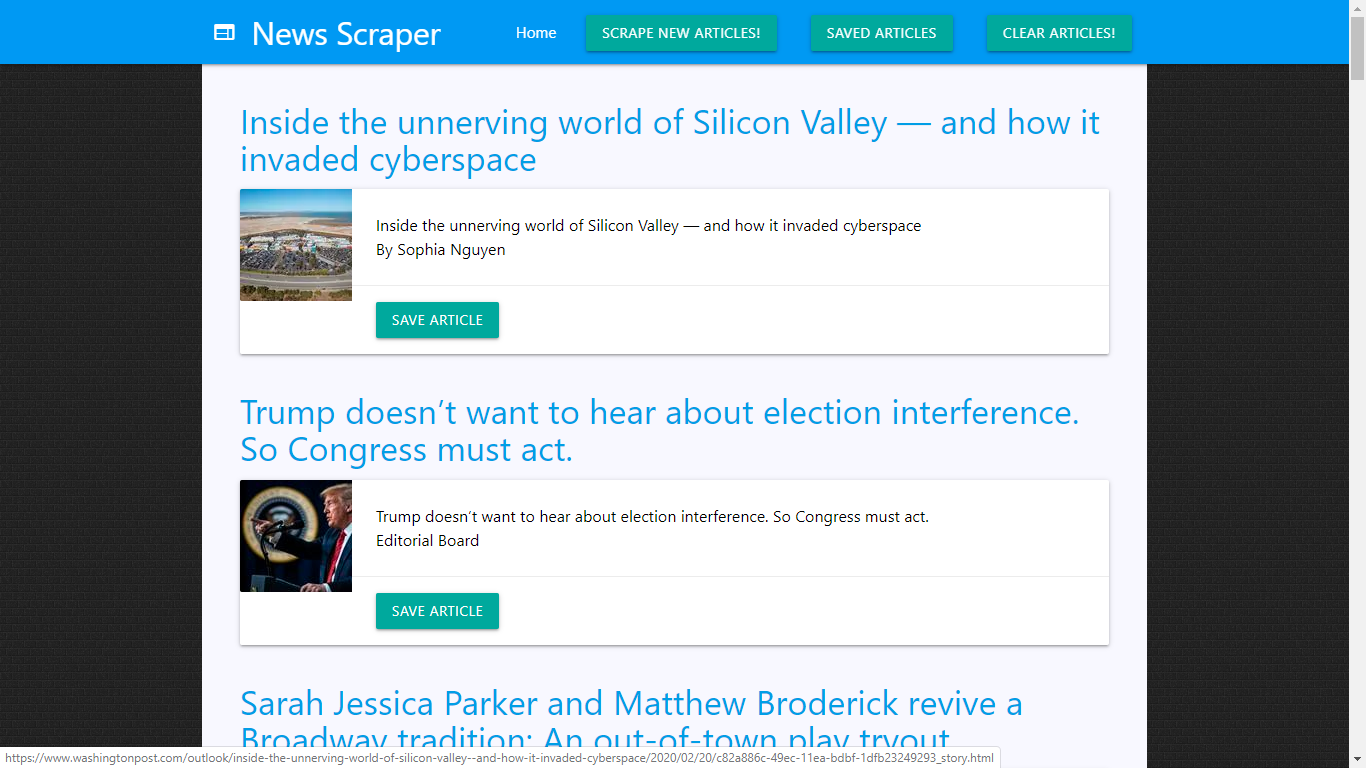 News Scraper
Home
SCRAPE NEW ARTICLES!
SAVED ARTICLES
CLEAR ARTICLES!
Inside the unnerving world of Silicon Valley — and how it
invaded cyberspace
Inside the unnerving world of Silicon Valley — and how it invaded cyberspace
By Sophia Nguyen
SAVE ARTICLE
Trump doesn’t want to hear about election interference.
So Congress must act.
Trump doesn’t want to hear about election interference. So Congress must act.
Editorial Board
SAVE ARTICLE
Sarah Jessica Parker and Matthew Broderick revive a
Broadway tradition: An out-of-town play tryout
https://www.washingtonpost.com/outlook/inside-the-unnerving-world-of-silicon-valley--and-how-it-invaded-cyberspace/2020/02/20/c82a886c-49ec-11ea-bdbf-1dfb23249293_story.html